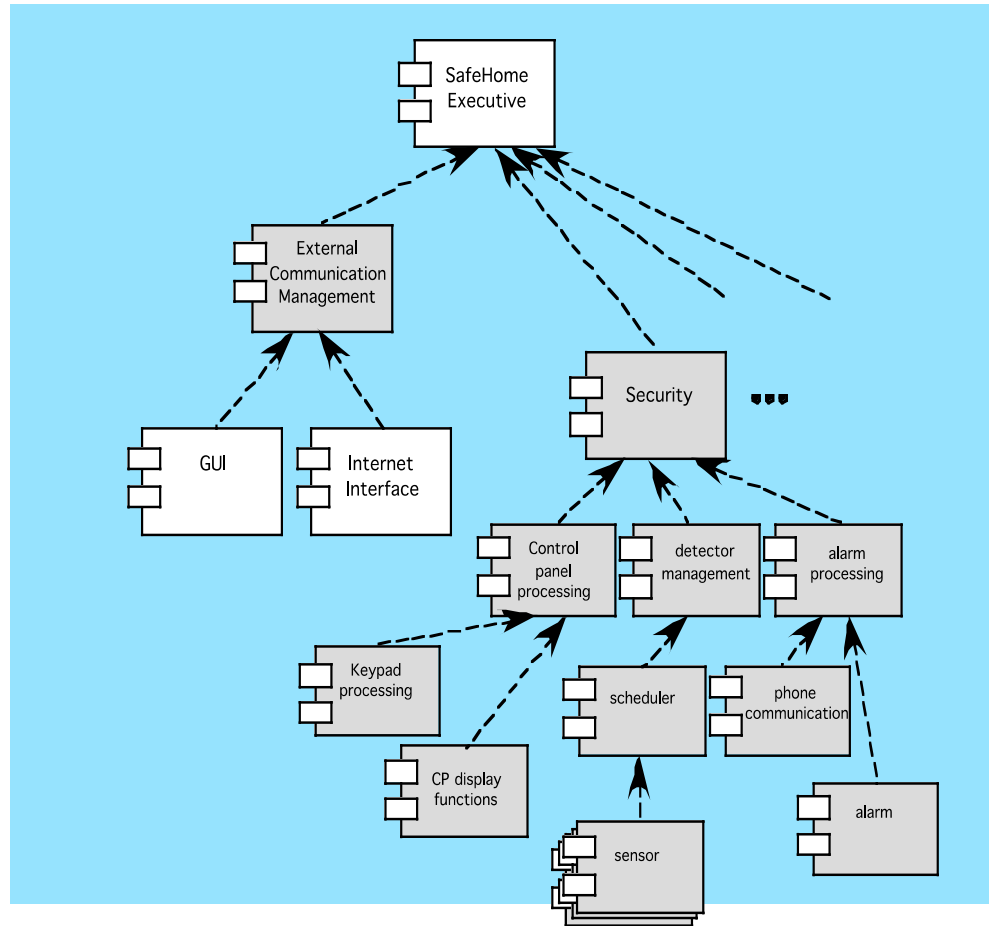 SafeHome
Executive
External
Communication
Management
Security
GUI
Internet
Interface
Control
panel
processing
detector
management
alarm
processing
Keypad
processing
scheduler
phone
communication
CP display
functions
alarm
sensor